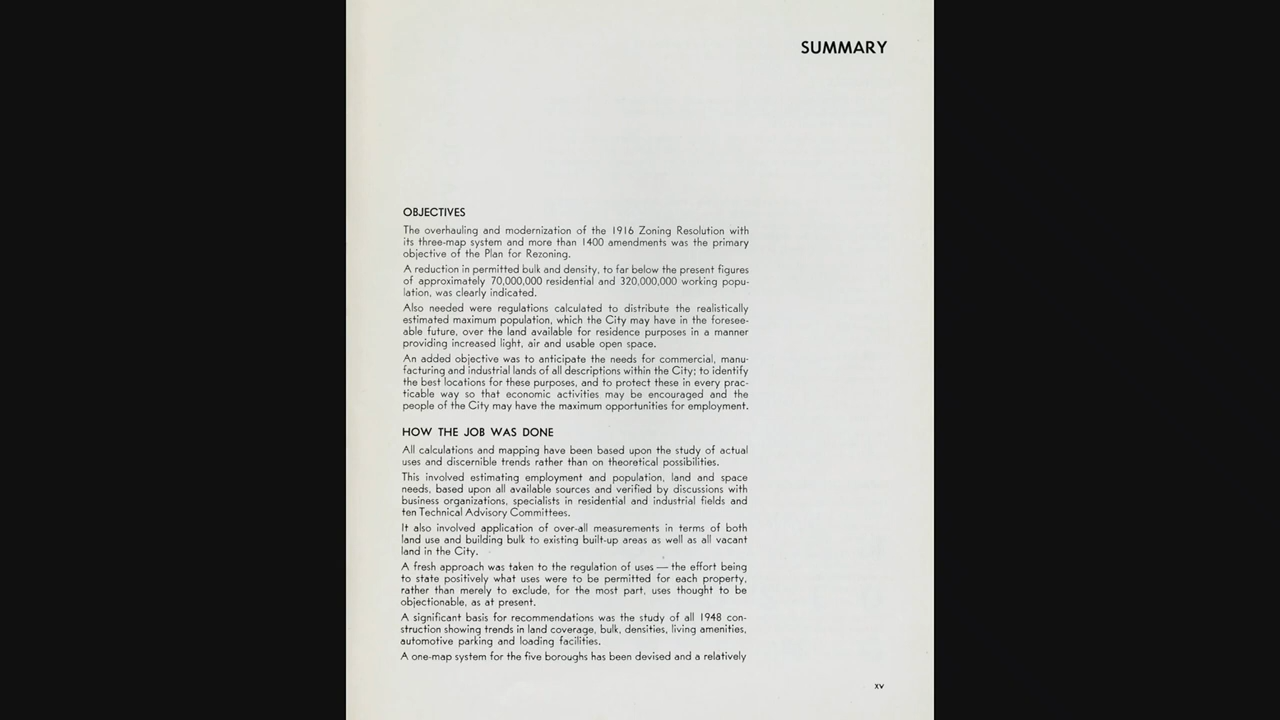 SUMMARY
OBJECTIVES
The overhauling and modernization of the 1916 Zoning Resolution with
its three-map system and more than 1400 amendments was the primary
objective of the Plan for Rezoning.
A reduction in permitted bulk and density, to far below the present figures
of approximately 70,000,000 residential and 320,000,000 working popu-
lation, was clearly indicated.
Also needed were regulations calculated to distribute the realistically
estimated maximum population, which the City may have in the foresee-
able future, over the land available for residence purposes in a manner
providing increased light, air and usable open space.
An added objective was to anticipate the needs for commercial, manu-
facturing and industrial lands of all descriptions within the City; to identify
the best locations for these purposes, and to protect these in every prac-
ticable way so that economic activities may be encouraged and the
people of the City may have the maximum opportunities for employment.
HOW THE JOB WAS DONE
All calculations and mapping have been based upon the study of actual
uses and discernible trends rather than on theoretical possibilities.
This involved estimating employment and population, land and space
needs, based upon all available sources and verified by discussions with
business organizations, specialists in residential and industrial fields and
ten Technical Advisory Committees.
It also involved application of over-all measurements in terms of both
land use and building bulk to existing built-up areas as well as all vacant
land in the City.
A fresh approach was taken to the regulation of uses — the effort being
to state positively what uses were to be permitted for each property,
rather than merely to exclude, for the most part, uses thought to be
objectionable, as at present.
A significant basis for recommendations was the study of all 1948 con-
struction showing trends in land coverage, bulk, densities, living amenities,
automotive parking and loading facilities.
A one-map system for the five boroughs has been devised and a relatively
xv